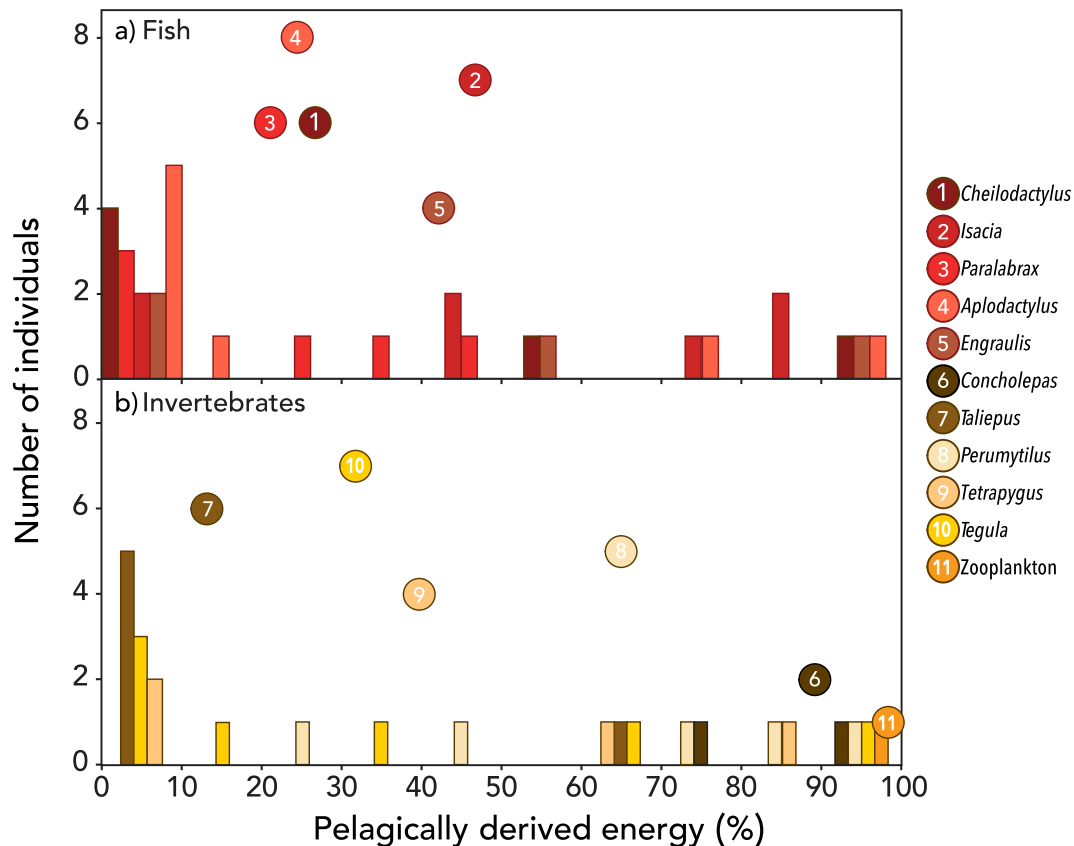 a) Fish
8
6
4
2
0
4
2
3
1
5
b) Invertebrates
8
6
4
2
0
10
7
8
9
6
11
0 10 20 30 40 50 60 70 80 90 100
Pelagically derived energy (%)
Number of individuals
1 Cheilodactylus
2 Isacia
3 Paralabrax
4 Aplodactylus
5 Engraulis
6 Concholepas
7 Taliepus
8 Perumytilus
9 Tetrapygus
10 Tegula
11 Zooplankton